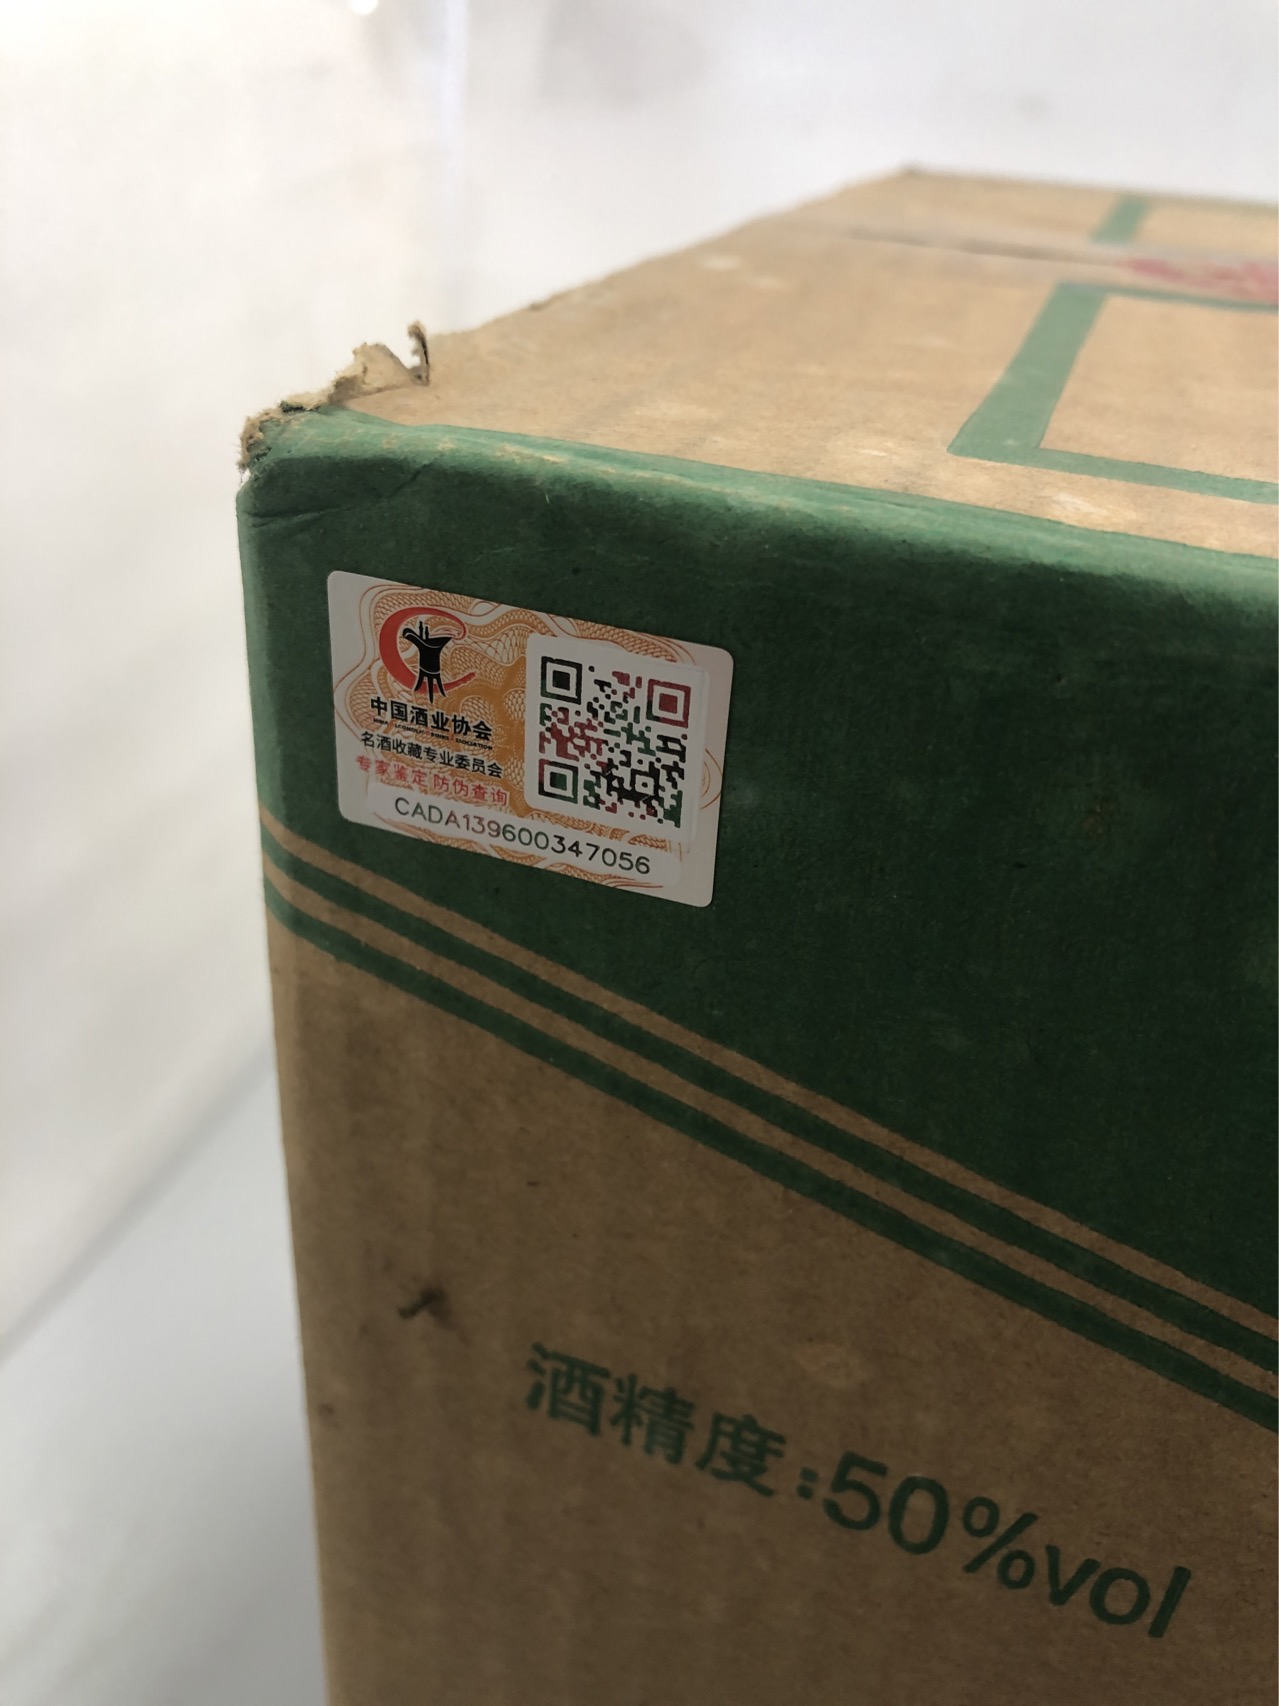 中国酒业协会
名酒收藏专业委员会
专家鉴定 防伪查询
CADA139600347056
酒精度:50%vol